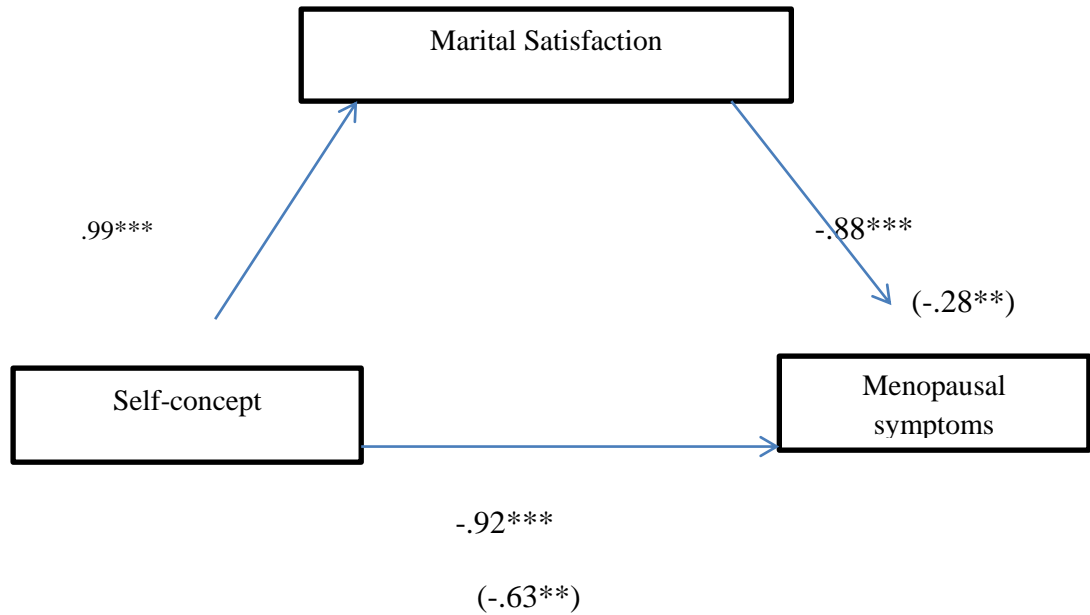 Marital Satisfaction
.99***
-.88***
(-.28**)
Self-concept
Menopausal
symptoms
-.92***
(-.63**)